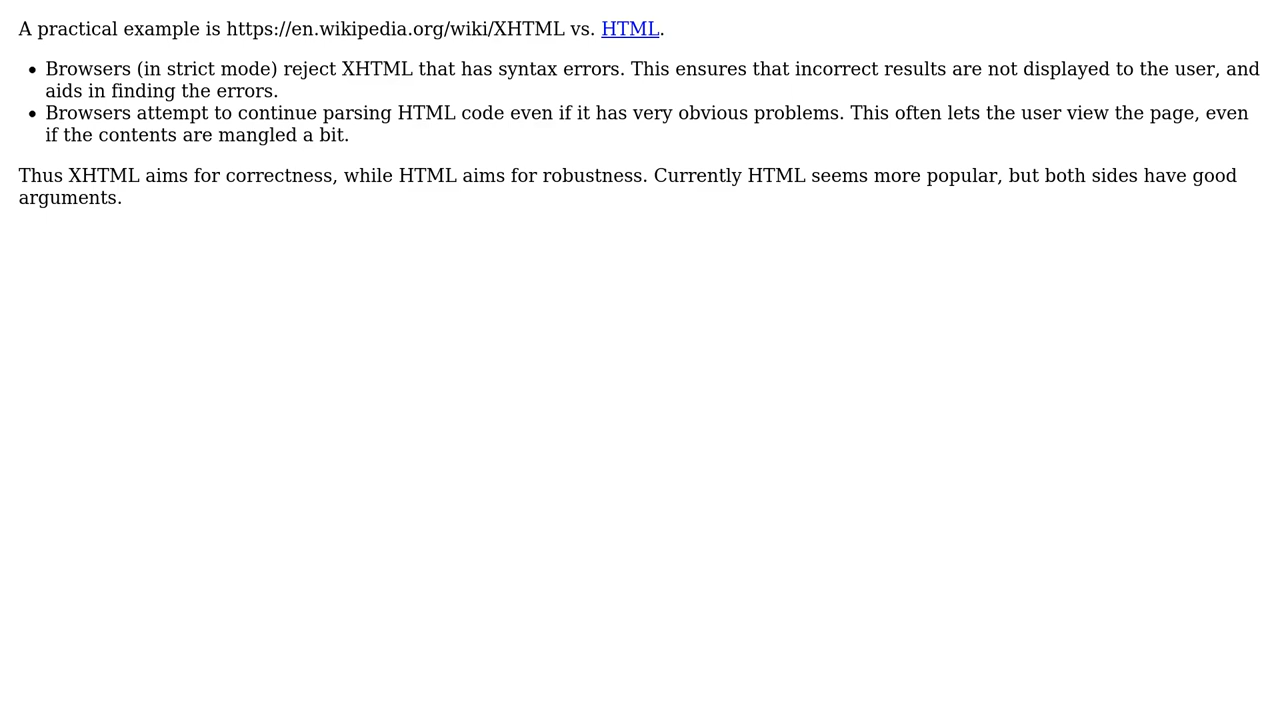 A practical example is https://en.wikipedia.org/wiki/XHTML vs. HTML.
• Browsers (in strict mode) reject XHTML that has syntax errors. This ensures that incorrect results are not displayed to the user, and
aids in finding the errors.
• Browsers attempt to continue parsing HTML code even if it has very obvious problems. This often lets the user view the page, even
if the contents are mangled a bit.
Thus XHTML aims for correctness, while HTML aims for robustness. Currently HTML seems more popular, but both sides have good
arguments.